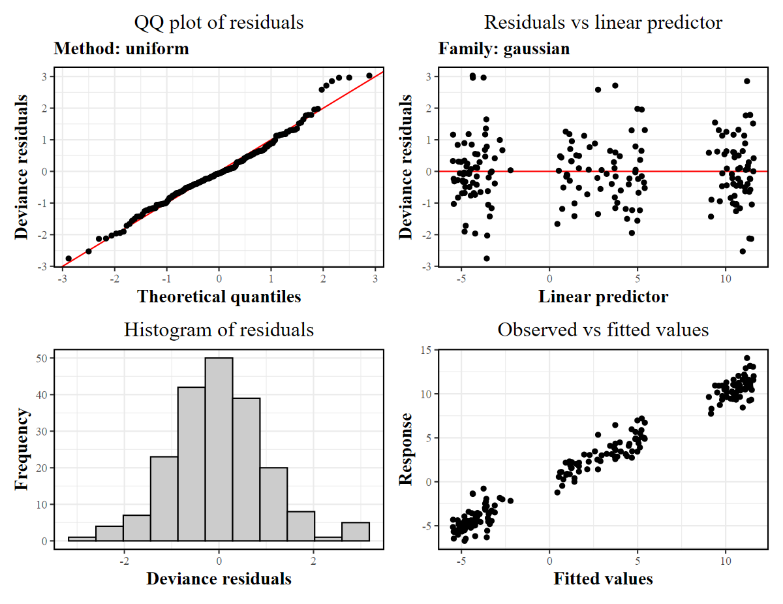 QQ plot of residuals
Method: uniform
Deviance residuals
3
2
1
0
-1
-2
-3
-3 -2 -1 0 1 2 3
Theoretical quantiles
Residuals vs linear predictor
Family: gaussian
Deviance residuals
3
2
1
0
-1
-2
-3
-5 0 5 10
Linear predictor
Histogram of residuals
Frequency
50
40
30
20
10
0
-2 0 2
Deviance residuals
Observed vs fitted values
Response
15
10
5
0
-5
-5 0 5 10
Fitted values